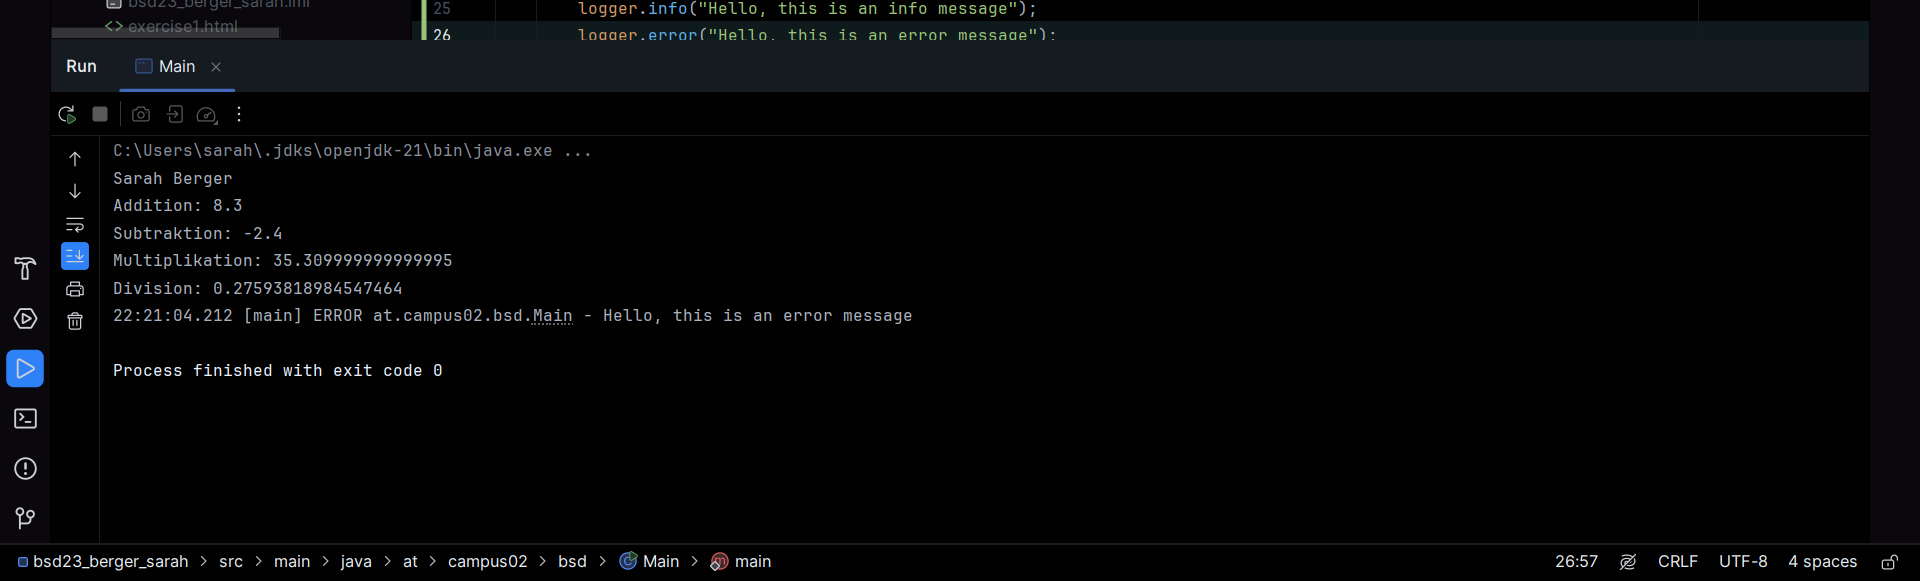 bsd23_berger_sarah.iml
exercise1.html
25 logger.info("Hello, this is an info message");
26 logger.error("Hello, this is an error message");
Run Main
C:\Users\sarah\.jdks\openjdk-21\bin\java.exe ...
Sarah Berger
Addition: 8.3
Subtraktion: -2.4
Multiplikation: 35.309999999999995
Division: 0.27593818984547464
22:21:04.212 [main] ERROR at.campus02.bsd.Main - Hello, this is an error message
Process finished with exit code 0
bsd23_berger_sarah > src > main > java > at > campus02 > bsd > Main > main 26:57 CRLF UTF-8 4 spaces